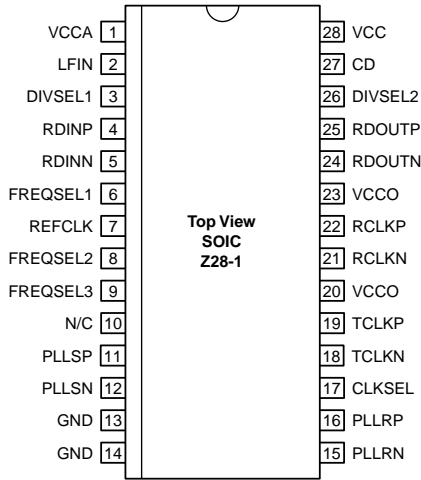 VCCA 1 28 VCC
LFIN 2 27 CD
DIVSEL1 3 26 DIVSEL2
RDINP 4 25 RDOUTP
RDINN 5 24 RDOUTN
FREQSEL1 6 23 VCCO
REFCLK 7 Top View 22 RCLKP
SOIC
FREQSEL2 8 Z28-1 21 RCLKN
FREQSEL3 9 20 VCCO
N/C 10 19 TCLKP
PLLSP 11 18 TCLKN
PLLSN 12 17 CLKSEL
GND 13 16 PLLRP
GND 14 15 PLLRN